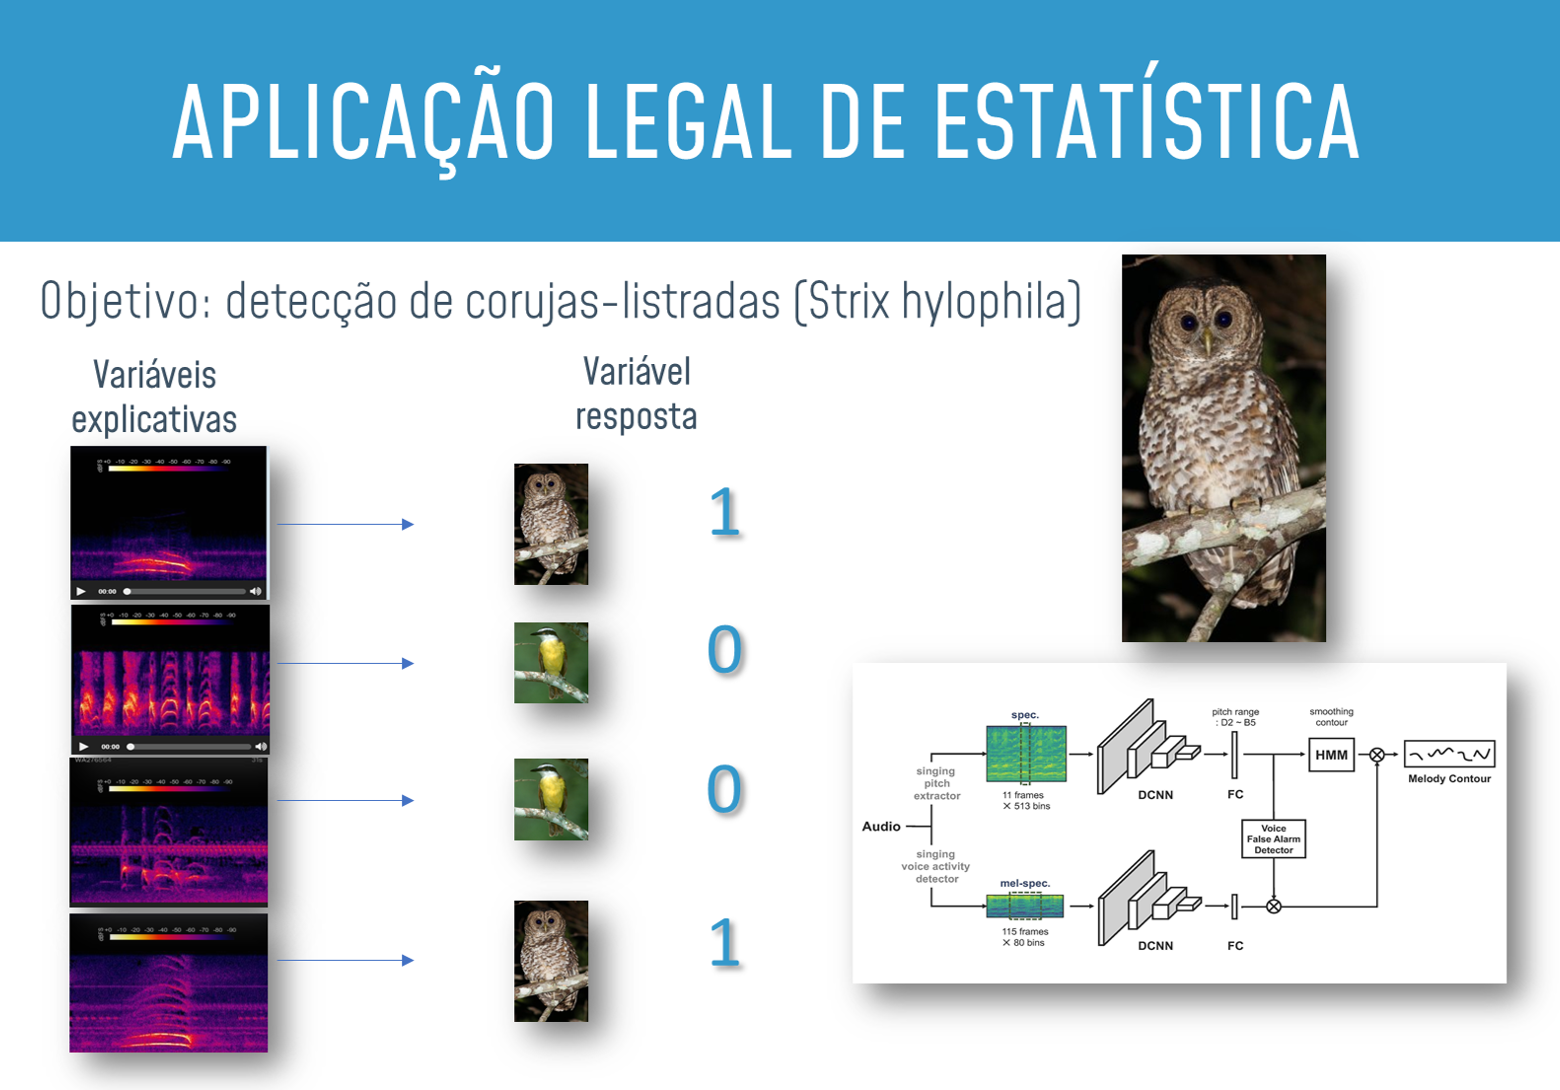 APLICAÇÃO LEGAL DE ESTATÍSTICA
Objetivo: detecção de corujas-listradas (Strix hylophila)
Variáveis
explicativas
Variável
resposta
dBFS +0 -10 -20 -30 -40 -50 -60 -70 -80 -90
00:00
1
dBFS +0 -10 -20 -30 -40 -50 -60 -70 -80 -90
00:00
0
WA276564
31s
dBFS +0 -10 -20 -30 -40 -50 -60 -70 -80 -90
0
dBFS +0 -10 -20 -30 -40 -50 -60 -70 -80 -90
1
Audio
singing
pitch
extractor
spec.
11 frames
× 513 bins
DCNN
pitch range
: D2 ~ B5
FC
smoothing
contour
HMM
Melody Contour
Voice
False Alarm
Detector
singing
voice activity
detector
mel-spec.
115 frames
× 80 bins
DCNN
FC